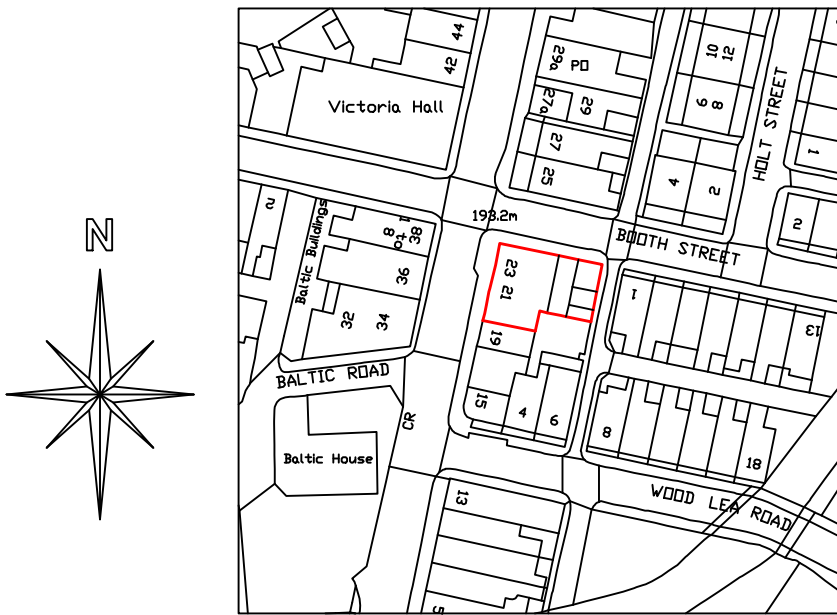 N
44
42
Victoria Hall
29a
PO
27a
29
27
25
10
12
6
8
HOLT STREET
1
4
2
2
193.2m
BOOTH STREET
2
Baltic Buildings
1
to
8
38
36
32
34
BALTIC ROAD
Baltic House
CR
23
21
19
15
4
6
1
13
8
18
WOOD LEA ROAD
13
5